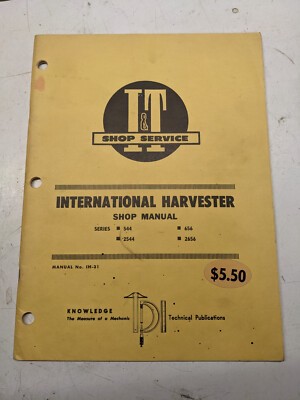 I&T
SHOP SERVICE
INTERNATIONAL HARVESTER
SHOP MANUAL
SERIES ■ 544 ■ 656
■ 2544 ■ 2656
MANUAL No. IH-31
$5.50
KNOWLEDGE
The Measure of a Mechanic
Technical Publications